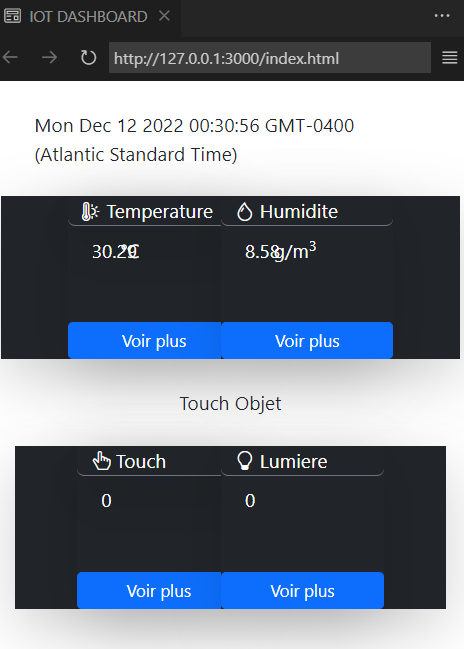 IOT DASHBOARD
http://127.0.0.1:3000/index.html
Mon Dec 12 2022 00:30:56 GMT-0400
(Atlantic Standard Time)
Temperature Humidite
30.29°C 8.58g/m³
Voir plus Voir plus
Touch Objet
Touch Lumiere
0 0
Voir plus Voir plus